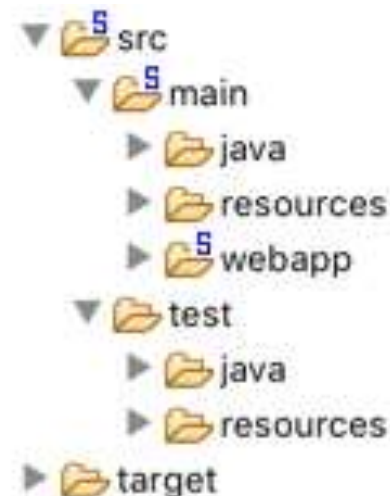 src
main
java
resources
webapp
test
java
resources
target